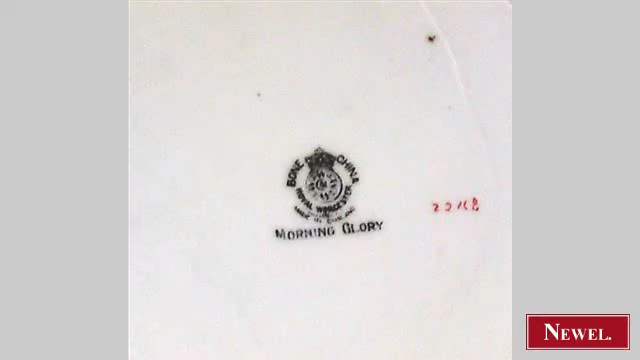 BONE CHINA
ROYAL WORCESTER
MADE IN ENGLAND
MORNING GLORY
NEWEL.